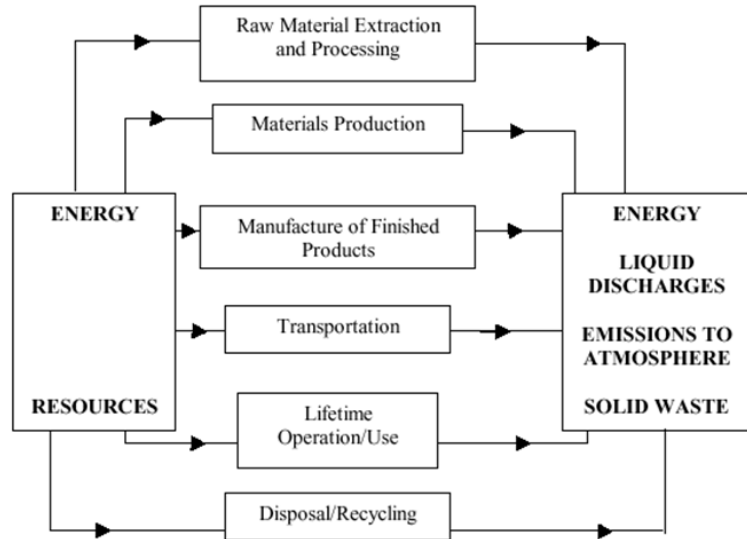 Raw Material Extraction
and Processing
Materials Production
ENERGY
RESOURCES
Manufacture of Finished
Products
Transportation
Lifetime
Operation/Use
Disposal/Recycling
ENERGY
LIQUID
DISCHARGES
EMISSIONS TO
ATMOSPHERE
SOLID WASTE